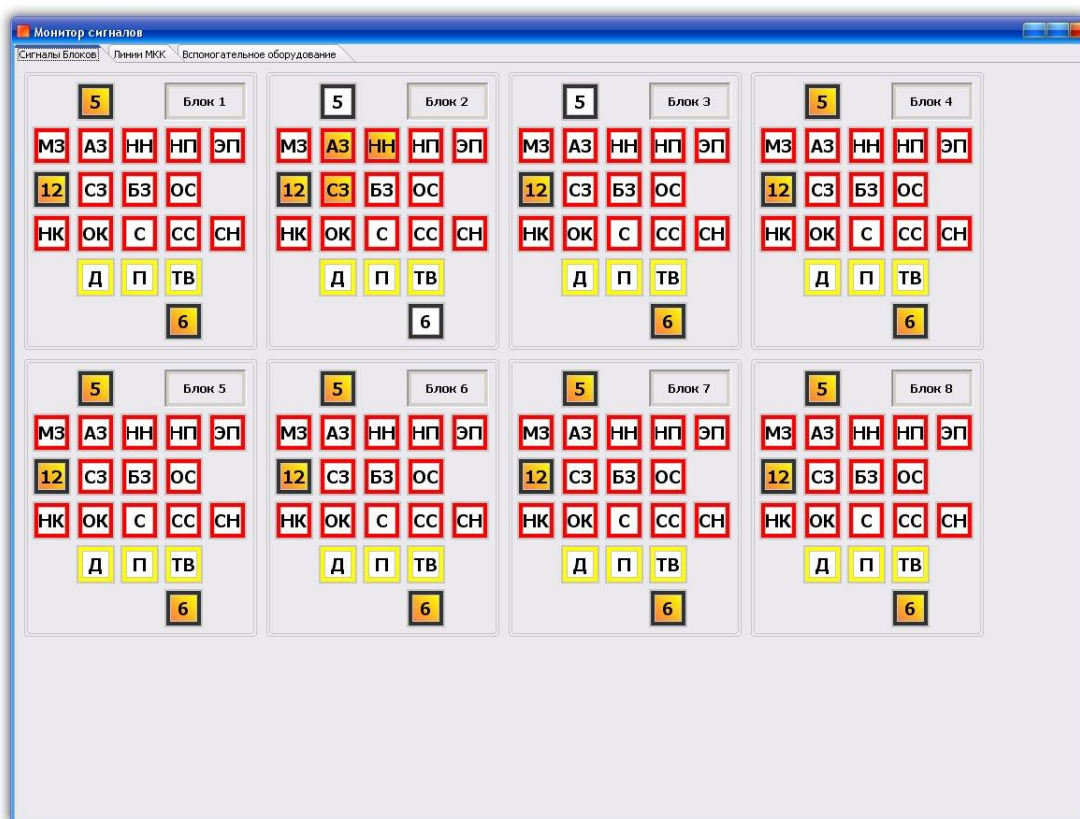 Монитор сигналов
Сигналы Блоков Линии МКК Вспомогательное оборудование
5 Блок 1
МЗ АЗ НН НП ЭП
12 СЗ БЗ ОС
НК ОК С СС СН
Д П ТВ
6
5 Блок 2
МЗ АЗ НН НП ЭП
12 СЗ БЗ ОС
НК ОК С СС СН
Д П ТВ
6
5 Блок 3
МЗ АЗ НН НП ЭП
12 СЗ БЗ ОС
НК ОК С СС СН
Д П ТВ
6
5 Блок 4
МЗ АЗ НН НП ЭП
12 СЗ БЗ ОС
НК ОК С СС СН
Д П ТВ
6
5 Блок 5
МЗ АЗ НН НП ЭП
12 СЗ БЗ ОС
НК ОК С СС СН
Д П ТВ
6
5 Блок 6
МЗ АЗ НН НП ЭП
12 СЗ БЗ ОС
НК ОК С СС СН
Д П ТВ
6
5 Блок 7
МЗ АЗ НН НП ЭП
12 СЗ БЗ ОС
НК ОК С СС СН
Д П ТВ
6
5 Блок 8
МЗ АЗ НН НП ЭП
12 СЗ БЗ ОС
НК ОК С СС СН
Д П ТВ
6